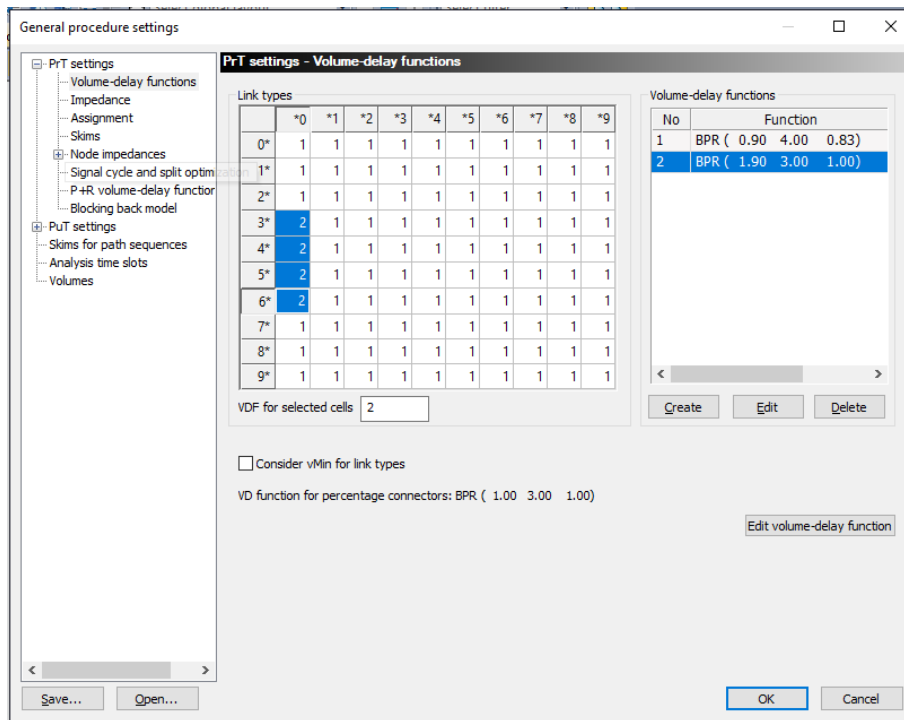 General procedure settings
PrT settings
Volume-delay functions
Impedance
Assignment
Skims
Node impedances
Signal cycle and split optimization
P+R volume-delay function
Blocking back model
PuT settings
Skims for path sequences
Analysis time slots
Volumes
Save... Open...
PrT settings - Volume-delay functions
Link types
*0 *1 *2 *3 *4 *5 *6 *7 *8 *9
0* 1 1 1 1 1 1 1 1 1 1
1* 1 1 1 1 1 1 1 1 1 1
2* 1 1 1 1 1 1 1 1 1 1
3* 2 1 1 1 1 1 1 1 1 1
4* 2 1 1 1 1 1 1 1 1 1
5* 2 1 1 1 1 1 1 1 1 1
6* 2 1 1 1 1 1 1 1 1 1
7* 1 1 1 1 1 1 1 1 1 1
8* 1 1 1 1 1 1 1 1 1 1
9* 1 1 1 1 1 1 1 1 1 1
VDF for selected cells 2
Volume-delay functions
No Function
1 BPR ( 0.90 4.00 0.83)
2 BPR ( 1.90 3.00 1.00)
Create Edit Delete
Consider vMin for link types
VD function for percentage connectors: BPR ( 1.00 3.00 1.00)
Edit volume-delay function
OK Cancel